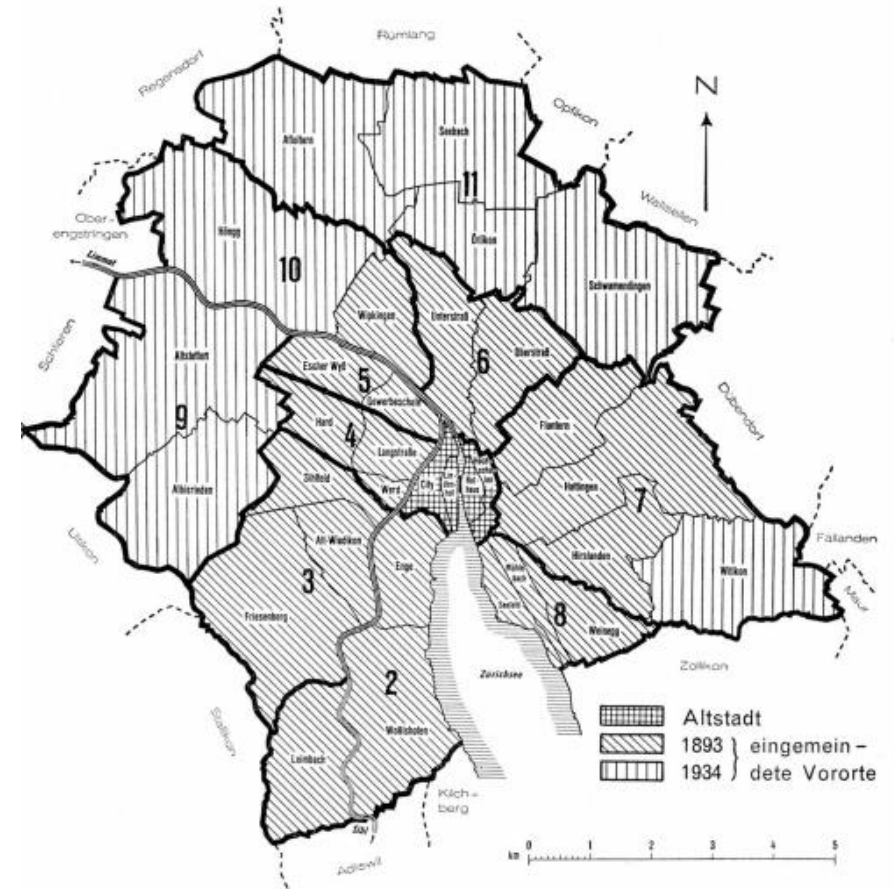 Rümlang
Regensdorf
Opfikon
N
Affoltern
Seebach
11
Wallisellen
Ober-
engstringen
Limmat
Höngg
10
Örlikon
Schwamendingen
Wipkingen
Unterstraß
Oberstraß
6
Schlieren
Altstetten
9
Escher Wyß
5
Gewerbeschule
Hard
4
Langstraße
Werd
City
Fluntern
Dübendorf
Hottingen
7
Albisrieden
Sihlfeld
Alt-Wiedikon
Enge
Hirslanden
Witikon
Fällanden
Maur
Mühle-
bach
Seefeld
8
Weinegg
Zollikon
Friesenberg
3
Zürichsee
2
Wollishofen
Leimbach
Stallikon
Sihl
Adliswil
Kilch-
berg
Altstadt
1893 } eingemein-
1934 } dete Vororte
km 0 1 2 3 4 5